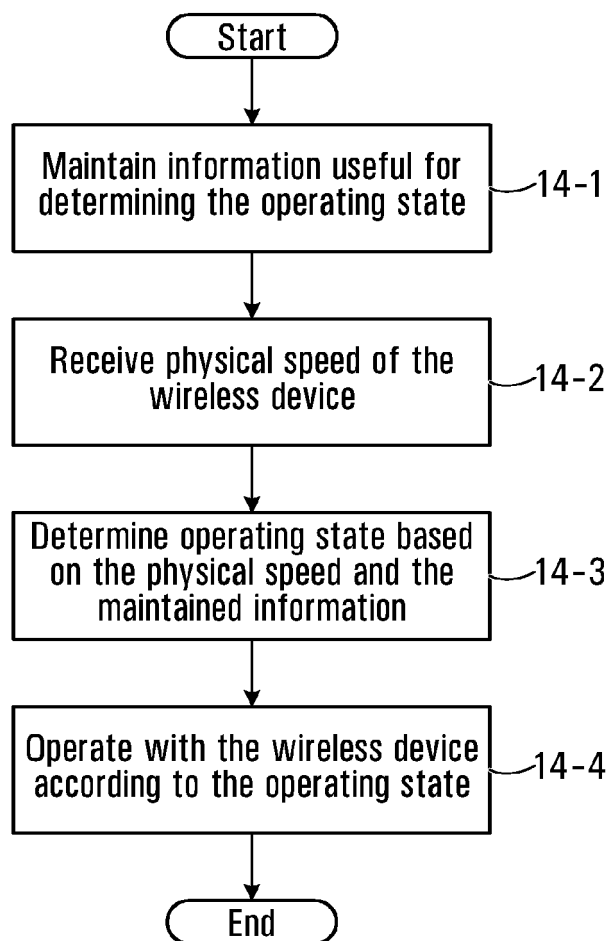 Start
Maintain information useful for
determining the operating state
14-1
Receive physical speed of the
wireless device
14-2
Determine operating state based
on the physical speed and the
maintained information
14-3
Operate with the wireless device
according to the operating state
14-4
End